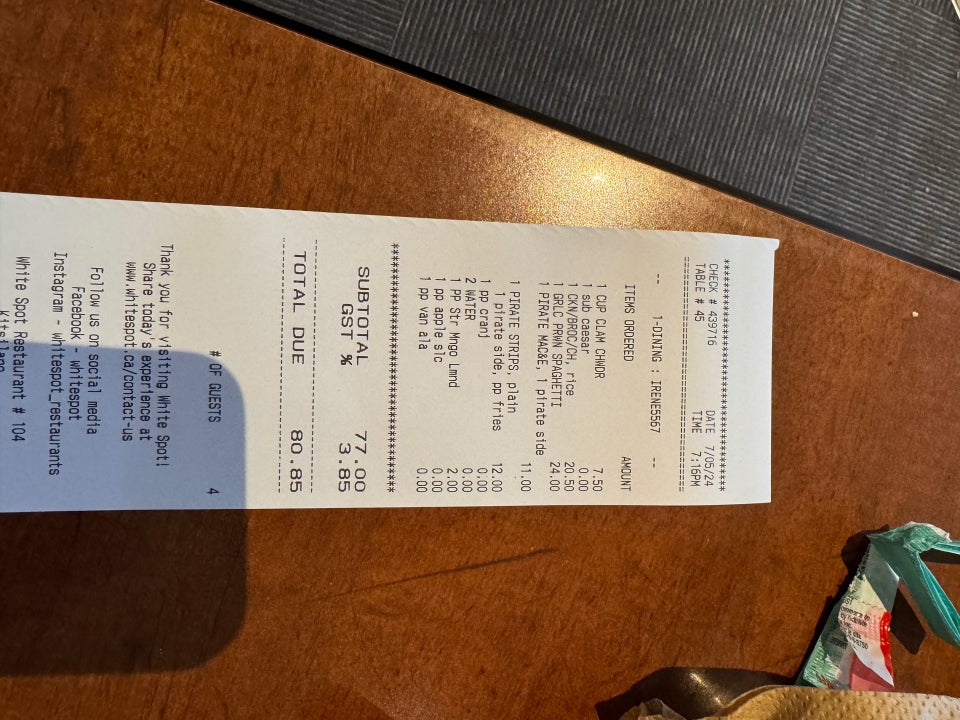 ****************************************
CHECK # 439716 DATE 7/05/24
TABLE # 45 TIME 7:16PM
========================================
-- 1-DINING : IRENE5567 --
ITEMS ORDERED AMOUNT
1 CUP CLAM CHWDR 7.50
1 sub caesar 0.00
1 CKN/BROC/CH, rice 20.50
1 GRLC PRWN SPAGHETTI 24.00
1 PIRATE MAC&E, 1 pirate side
11.00
1 PIRATE STRIPS, plain
1 pirate side, pp fries
12.00
1 pp cranj 0.00
2 WATER 0.00
1 PP Str Mngo Lmnd 2.00
1 pp apple slc 0.00
1 pp van ala 0.00
****************************************
SUBTOTAL 77.00
GST % 3.85
----------------------------------------
TOTAL DUE 80.85
----------------------------------------
# OF GUESTS 4
Thank you for visiting White Spot!
Share today's experience at
www.whitespot.ca/contact-us
Follow us on social media
Facebook - whitespot
Instagram - whitespot_restaurants
White Spot Restaurant # 104
Kitsilano